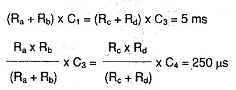 (Ra + Rb) x C1 = (Rc + Rd) x C3 = 5 ms
Ra x Rb / (Ra + Rb) x C3 = Rc x Rd / (Rc + Rd) x C4 = 250 µs